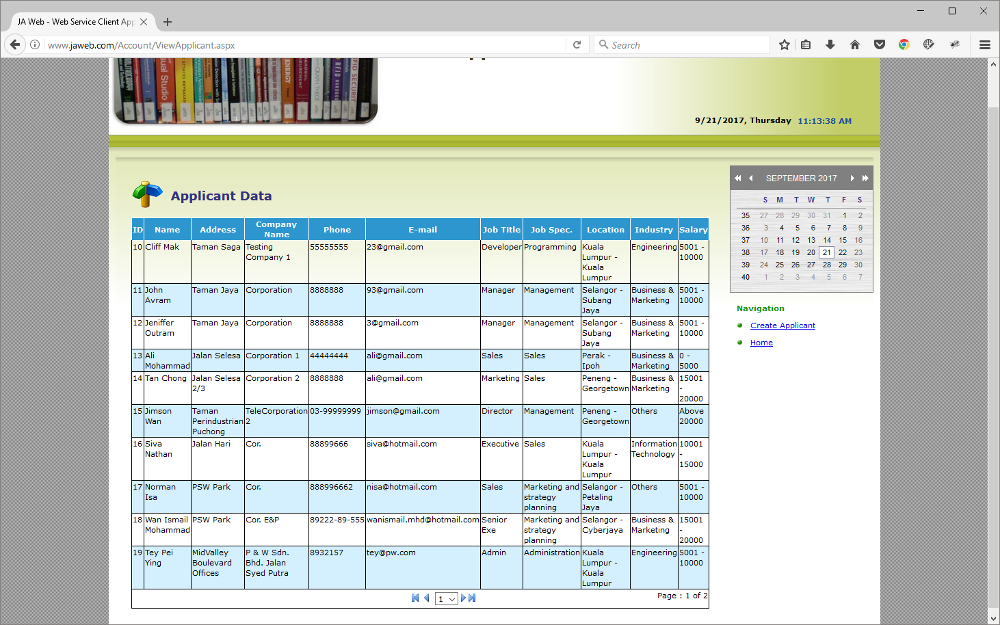 JA Web - Web Service Client App
www.jaweb.com/Account/ViewApplicant.aspx
Search
Visual Studio
ATTACKS REVEALED
ENERGY
GRAPH THEORY
RFID HANDBOOK
RFID SECURITY
9/21/2017, Thursday 11:13:38 AM
Applicant Data
SEPTEMBER 2017
S M T W T F S
35 27 28 29 30 31 1 2
36 3 4 5 6 7 8 9
37 10 11 12 13 14 15 16
38 17 18 19 20 21 22 23
39 24 25 26 27 28 29 30
40 1 2 3 4 5 6 7
Navigation
Create Applicant
Home
ID Name Address Company Name Phone E-mail Job Title Job Spec. Location Industry Salary
10 Cliff Mak Taman Saga Testing Company 1 55555555 23@gmail.com Developer Programming Kuala Lumpur - Kuala Lumpur Engineering 5001 - 10000
11 John Avram Taman Jaya Corporation 8888888 93@gmail.com Manager Management Selangor - Subang Jaya Business & Marketing 5001 - 10000
12 Jeniffer Outram Taman Jaya Corporation 8888888 3@gmail.com Manager Management Selangor - Subang Jaya Business & Marketing 5001 - 10000
13 Ali Mohammad Jalan Selesa Corporation 1 44444444 ali@gmail.com Sales Sales Perak - Ipoh Business & Marketing 0 - 5000
14 Tan Chong Jalan Selesa 2/3 Corporation 2 8888888 ali@gmail.com Marketing Sales Peneng - Georgetown Business & Marketing 15001 - 20000
15 Jimson Wan Taman Perindustrian Puchong TeleCorporation 2 03-99999999 jimson@gmail.com Director Management Peneng - Georgetown Others Above 20000
16 Siva Nathan Jalan Hari Cor. 88899666 siva@hotmail.com Executive Sales Kuala Lumpur - Kuala Lumpur Information Technology 10001 - 15000
17 Norman Isa PSW Park Cor. 888996662 nisa@hotmail.com Sales Marketing and strategy planning Selangor - Petaling Jaya Others 5001 - 10000
18 Wan Ismail Mohammad PSW Park Cor. E&P 89222-89-555 wanismail.mhd@hotmail.com Senior Exe Marketing and strategy planning Selangor - Cyberjaya Business & Marketing 15001 - 20000
19 Tey Pei Ying MidValley Boulevard Offices P & W Sdn. Bhd. Jalan Syed Putra 8932157 tey@pw.com Admin Administration Kuala Lumpur - Kuala Lumpur Engineering 5001 - 10000
1
Page : 1 of 2